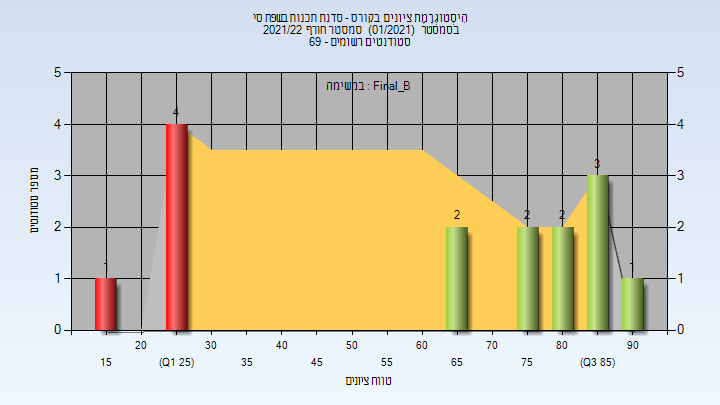 היסטוגרמת ציונים בקורס - סדנת תכנות בשפת סי
בסמסטר (01/2021) סמסטר חורף 2021/22
סטודנטים רשומים - 69
במשימה : Final_B
מספר סטודנטים
5 5
4 4
3 3
2 2
1 1
0 0
1 4 2 2 2 3 1
20 30 40 50 60 70 80 90
15 (Q1 25) 35 45 55 65 75 (Q3 85)
טווח ציונים